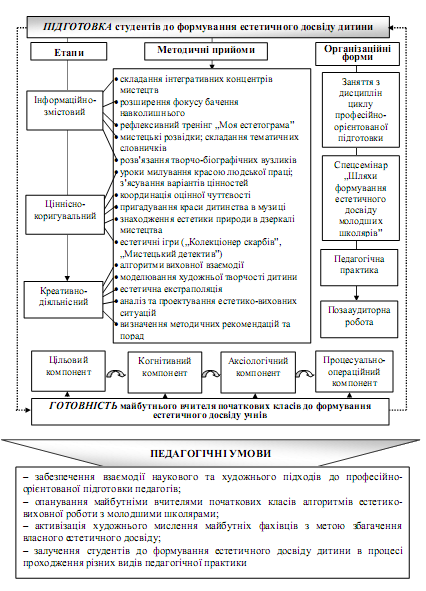 ПІДГОТОВКА студентів до формування естетичного досвіду дитини
Етапи
Інформаційно-
змістовий
Ціннісно-
коригувальний
Креативно-
діяльнісний
Методичні прийоми
• складання інтегративних концентрів
мистецтв
• розширення фокусу бачення
навколишнього
• рефлексивний тренінг „Моя естетограма”
• мистецькі розвідки; складання тематичних
словничків
• розв'язання творчо-біографічних вузликів
• уроки милування красою людської праці;
з’ясування варіантів цінностей
• координація оцінної чуттєвості
• пригадування краси дитинства в музиці
• знаходження естетики природи в дзеркалі
мистецтва
• естетичні ігри („Колекціонер скарбів”,
„Мистецький детектив”)
• алгоритми виховної взаємодії
• моделювання художньої творчості дитини
• естетична екстраполяція
• аналіз та проектування естетико-виховних
ситуацій
• визначення методичних рекомендацій та
порад
Організаційні
форми
Заняття з
дисциплін
циклу
професійно-
орієнтованої
підготовки
Спецсемінар
„Шляхи
формування
естетичного
досвіду
молодших
школярів”
Педагогічна
практика
Позааудиторна
робота
Цільовий
компонент
Когнітивний
компонент
Аксіологічний
компонент
Процесуально-
операційний
компонент
ГОТОВНІСТЬ майбутнього вчителя початкових класів до формування
естетичного досвіду учнів
ПЕДАГОГІЧНІ УМОВИ
– забезпечення взаємодії наукового та художнього підходів до професійно-
орієнтованої підготовки педагогів;
– опанування майбутніми вчителями початкових класів алгоритмів естетико-
виховної роботи з молодшими школярами;
– активізація художнього мислення майбутніх фахівців з метою збагачення
власного естетичного досвіду;
– залучення студентів до формування естетичного досвіду дитини в процесі
проходження різних видів педагогічної практики